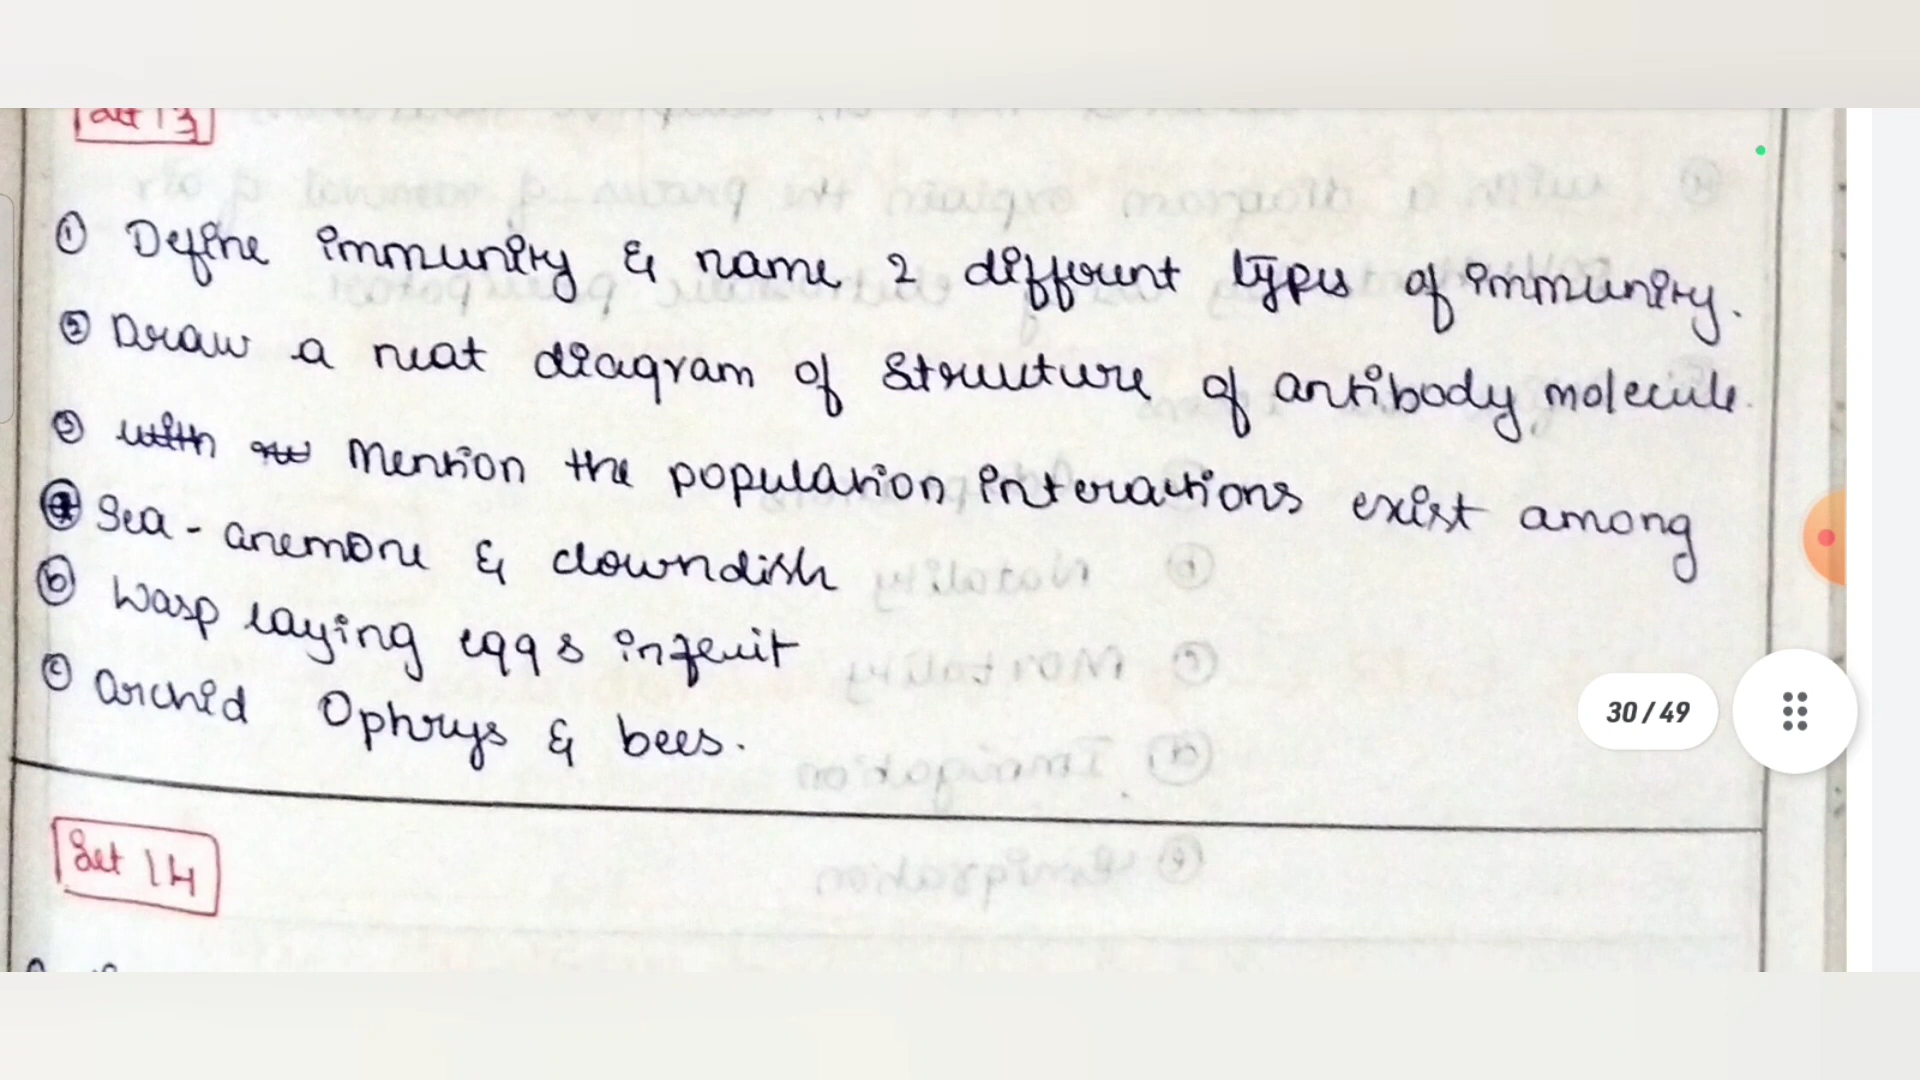 Set 13
① Define immunity & name 2 different types of immunity.
② Draw a neat diagram of structure of antibody molecule.
③ with Mention the population interactions exist among
ⓐ Sea-anemone & clowndish
ⓑ Wasp laying eggs in fruit
ⓒ Orchid Ophrys & bees.
30/49
Set 14